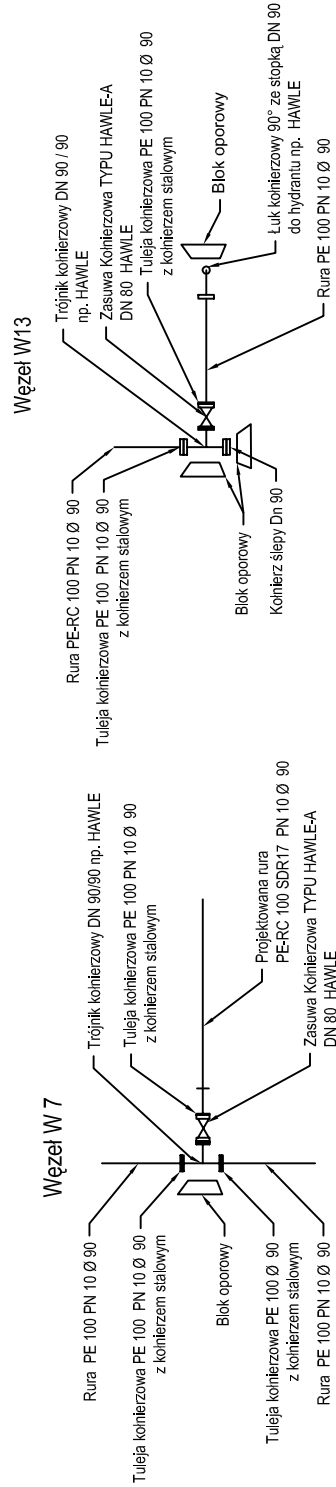 Węzeł W 7
Rura PE 100 PN 10 Ø 90
Tuleja kołnierzowa PE 100 PN 10 Ø 90
z kołnierzem stalowym
Blok oporowy
Tuleja kołnierzowa PE 100 Ø 90
z kołnierzem stalowym
Rura PE 100 PN 10 Ø 90
Trójnik kołnierzowy DN 90/90 np. HAWLE
Tuleja kołnierzowa PE 100 PN 10 Ø 90
z kołnierzem stalowym
Projektowana rura
PE-RC 100 SDR17 PN 10 Ø 90
Zasuwa Kołnierzowa TYPU HAWLE-A
DN 80 HAWLE
Węzeł W13
Rura PE-RC 100 PN 10 Ø 90
Tuleja kołnierzowa PE 100 PN 10 Ø 90
z kołnierzem stalowym
Blok oporowy
Kołnierz ślepy Dn 90
Trójnik kołnierzowy DN 90 / 90
np. HAWLE
Zasuwa Kołnierzowa TYPU HAWLE-A
DN 80 HAWLE
Tuleja kołnierzowa PE 100 PN 10 Ø 90
z kołnierzem stalowym
Blok oporowy
Łuk kołnierzowy 90° ze stopką DN 90
do hydrantu np. HAWLE
Rura PE 100 PN 10 Ø 90